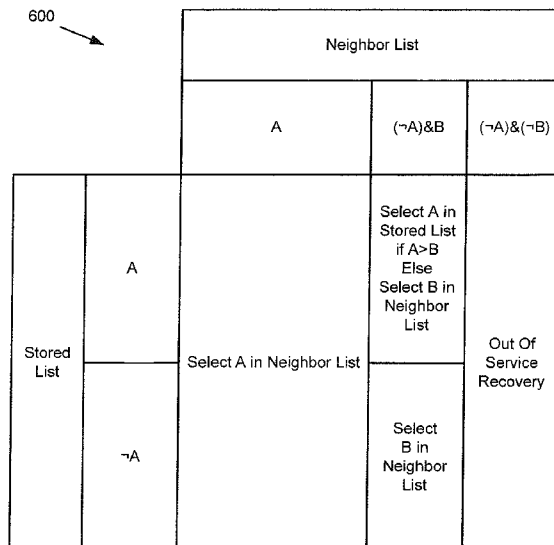 600
Neighbor List
A
(¬A)&B
(¬A)&(¬B)
Stored
List
A
¬A
Select A in Neighbor List
Select A in
Stored List
if A>B
Else
Select B in
Neighbor
List
Select
B in
Neighbor
List
Out Of
Service
Recovery